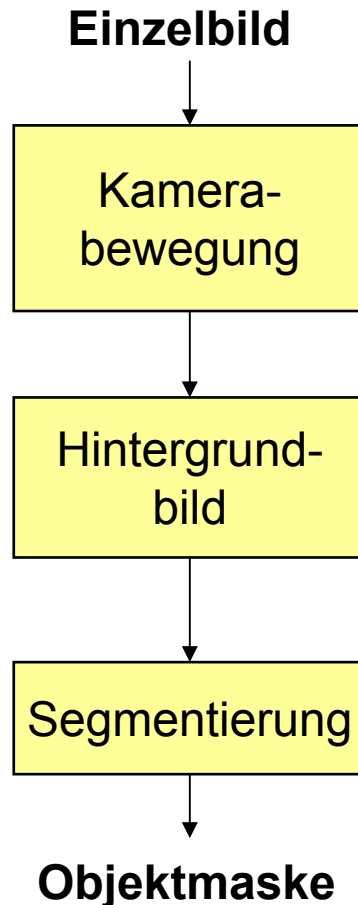 Einzelbild
Kamera-
bewegung
Hintergrund-
bild
Segmentierung
Objektmaske